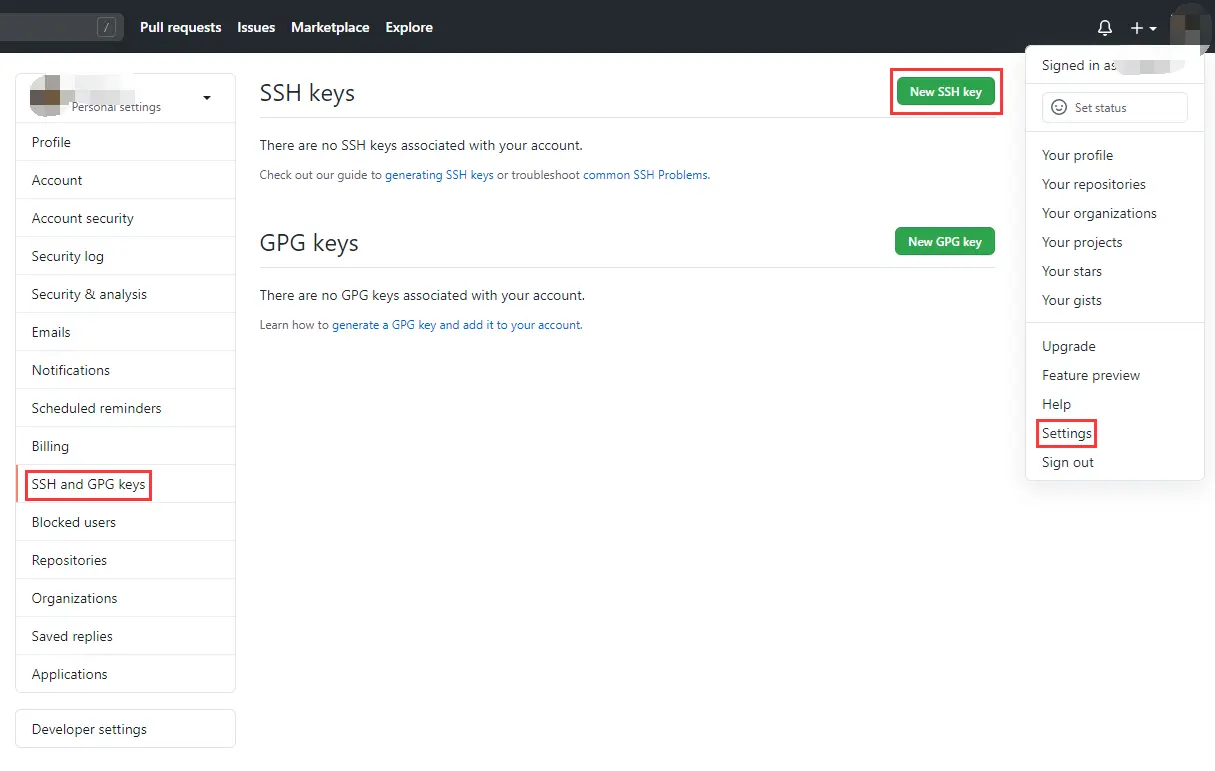 / Pull requests Issues Marketplace Explore
Personal settings
Profile
Account
Account security
Security log
Security & analysis
Emails
Notifications
Scheduled reminders
Billing
SSH and GPG keys
Blocked users
Repositories
Organizations
Saved replies
Applications
Developer settings
SSH keys
New SSH key
There are no SSH keys associated with your account.
Check out our guide to generating SSH keys or troubleshoot common SSH Problems.
GPG keys
New GPG key
There are no GPG keys associated with your account.
Learn how to generate a GPG key and add it to your account.
Signed in as
Set status
Your profile
Your repositories
Your organizations
Your projects
Your stars
Your gists
Upgrade
Feature preview
Help
Settings
Sign out